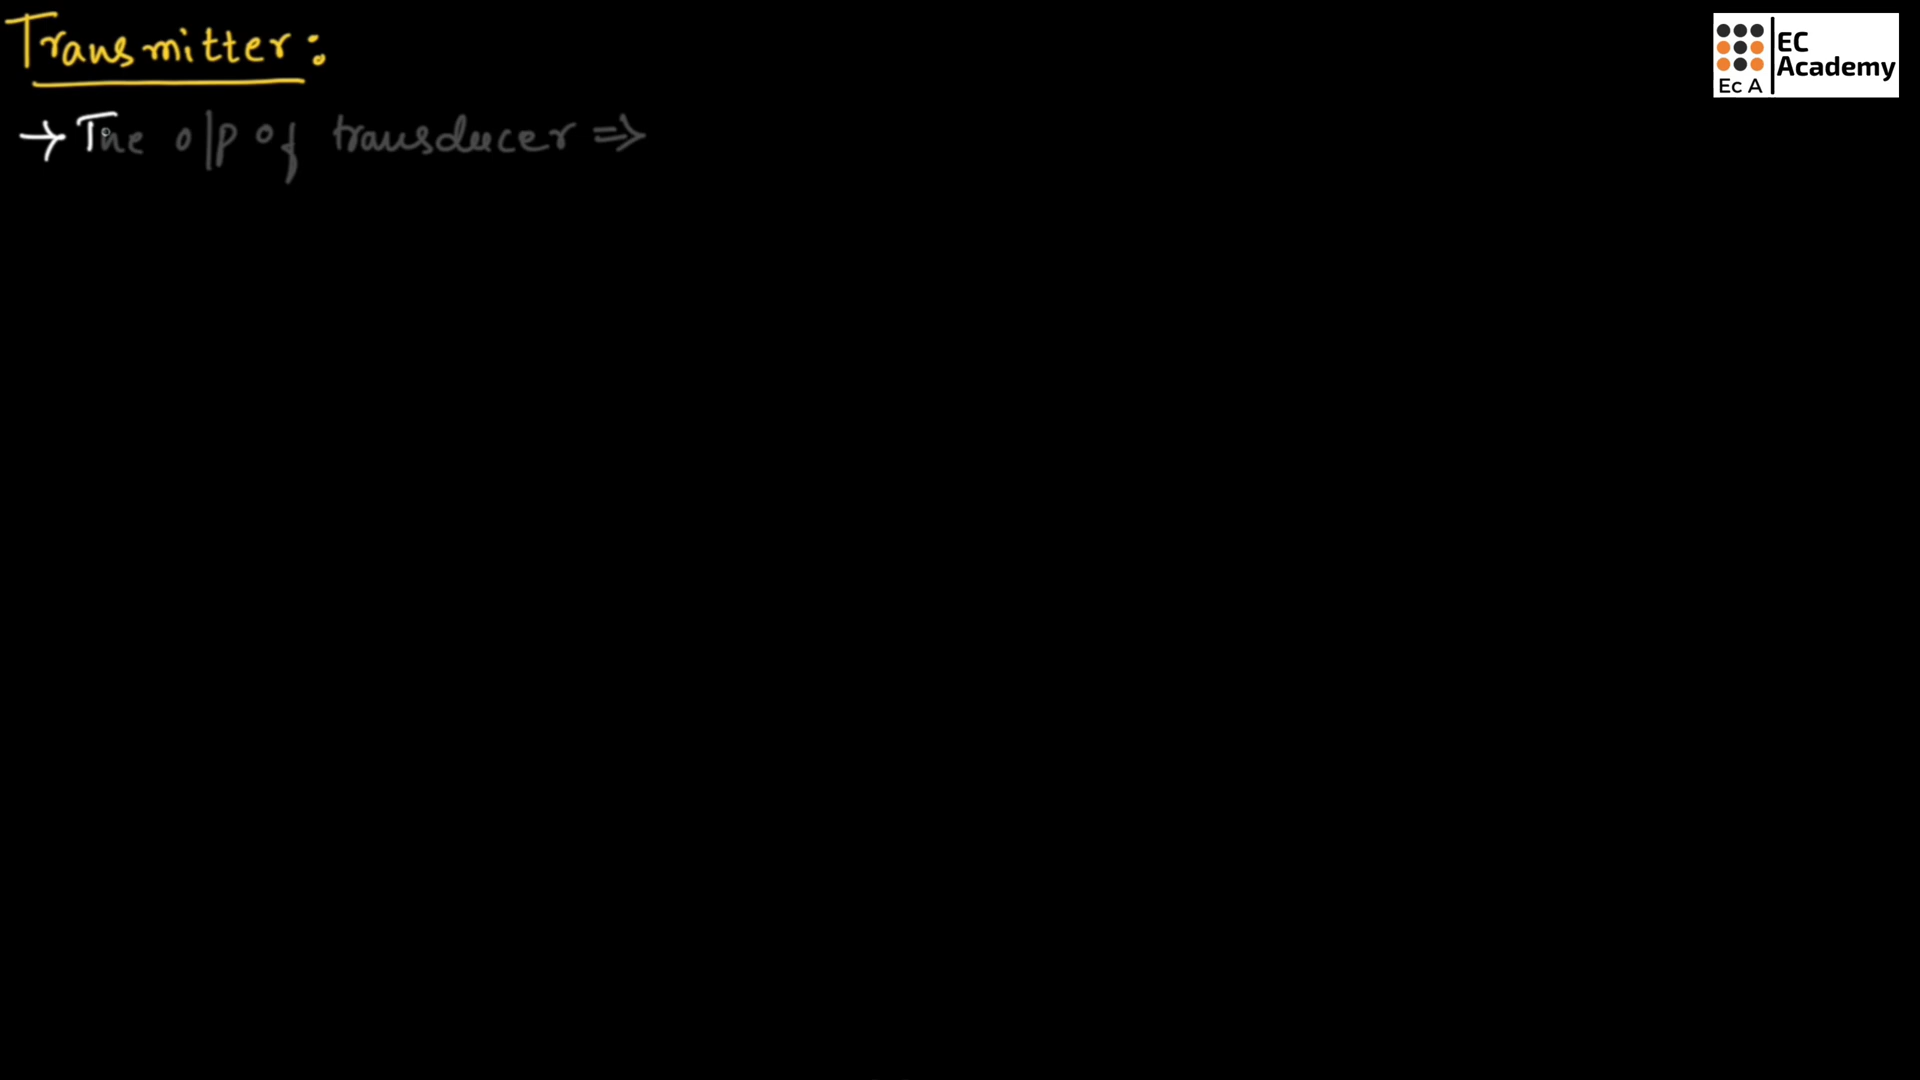 Transmitter:
EC
Academy
Ec A
→ The o/p of transducer ⇒